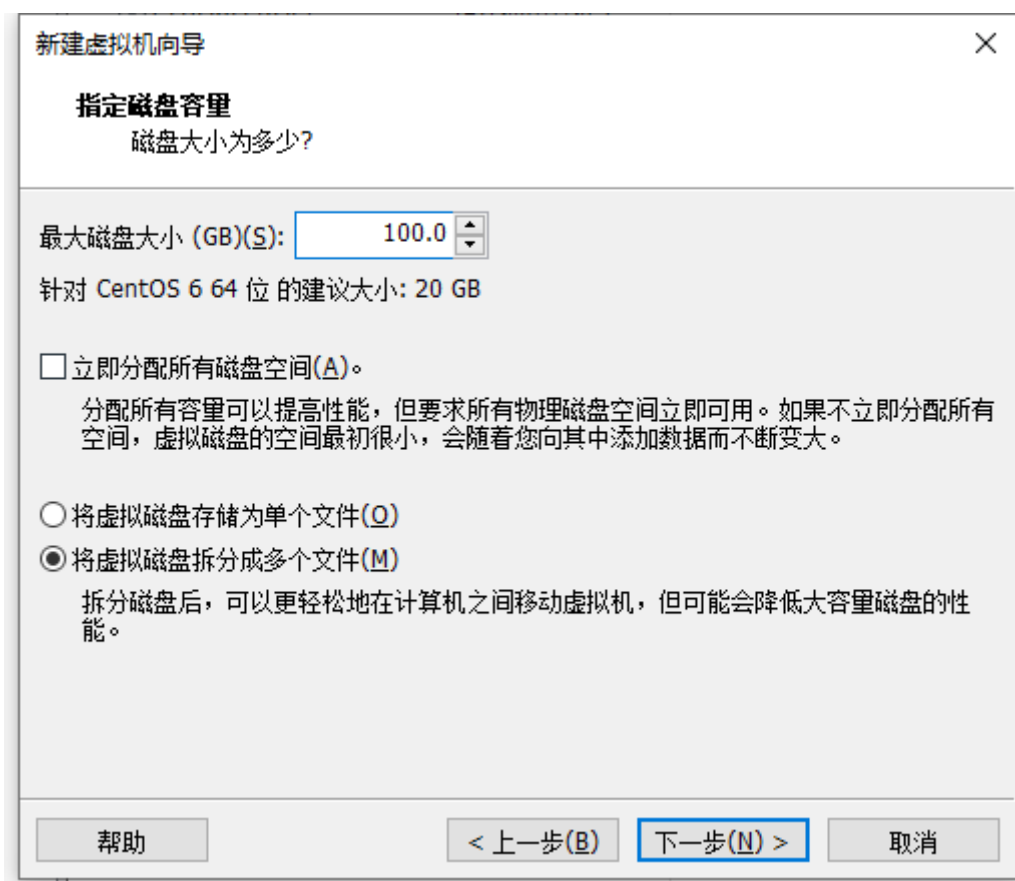 新建虚拟机向导
指定磁盘容量
磁盘大小为多少?
最大磁盘大小 (GB)(S): 100.0
针对 CentOS 6 64 位 的建议大小: 20 GB
立即分配所有磁盘空间(A)。
分配所有容量可以提高性能，但要求所有物理磁盘空间立即可用。如果不立即分配所有
空间，虚拟磁盘的空间最初很小，会随着您向其中添加数据而不断变大。
将虚拟磁盘存储为单个文件(O)
将虚拟磁盘拆分成多个文件(M)
拆分磁盘后，可以更轻松地在计算机之间移动虚拟机，但可能会降低大容量磁盘的性
能。
帮助 < 上一步(B) 下一步(N) > 取消